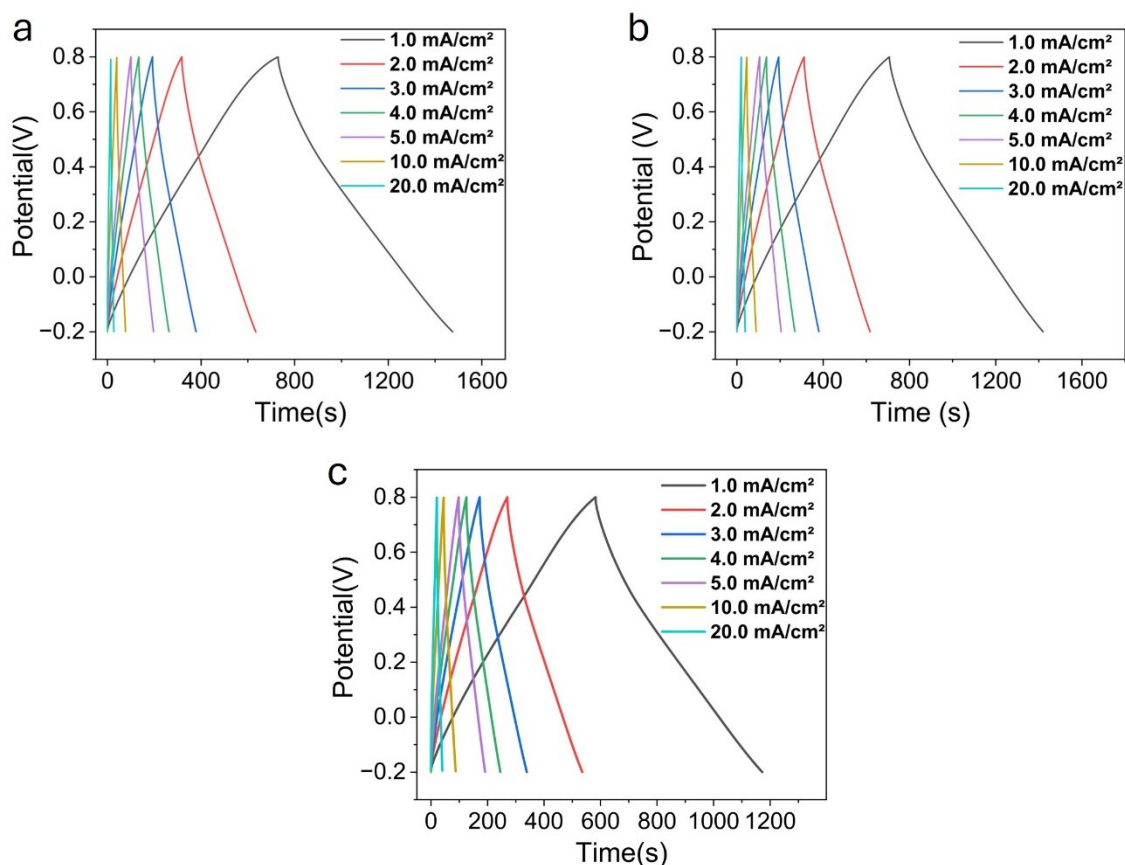 a
Potential(V)
0.8
0.6
0.4
0.2
0.0
−0.2
0
400
800
1200
1600
Time(s)
1.0 mA/cm²
2.0 mA/cm²
3.0 mA/cm²
4.0 mA/cm²
5.0 mA/cm²
10.0 mA/cm²
20.0 mA/cm²
b
Potential (V)
0.8
0.6
0.4
0.2
0.0
−0.2
0
400
800
1200
1600
Time (s)
1.0 mA/cm²
2.0 mA/cm²
3.0 mA/cm²
4.0 mA/cm²
5.0 mA/cm²
10.0 mA/cm²
20.0 mA/cm²
c
Potential(V)
0.8
0.6
0.4
0.2
0.0
−0.2
0
200
400
600
800
1000
1200
Time(s)
1.0 mA/cm²
2.0 mA/cm²
3.0 mA/cm²
4.0 mA/cm²
5.0 mA/cm²
10.0 mA/cm²
20.0 mA/cm²